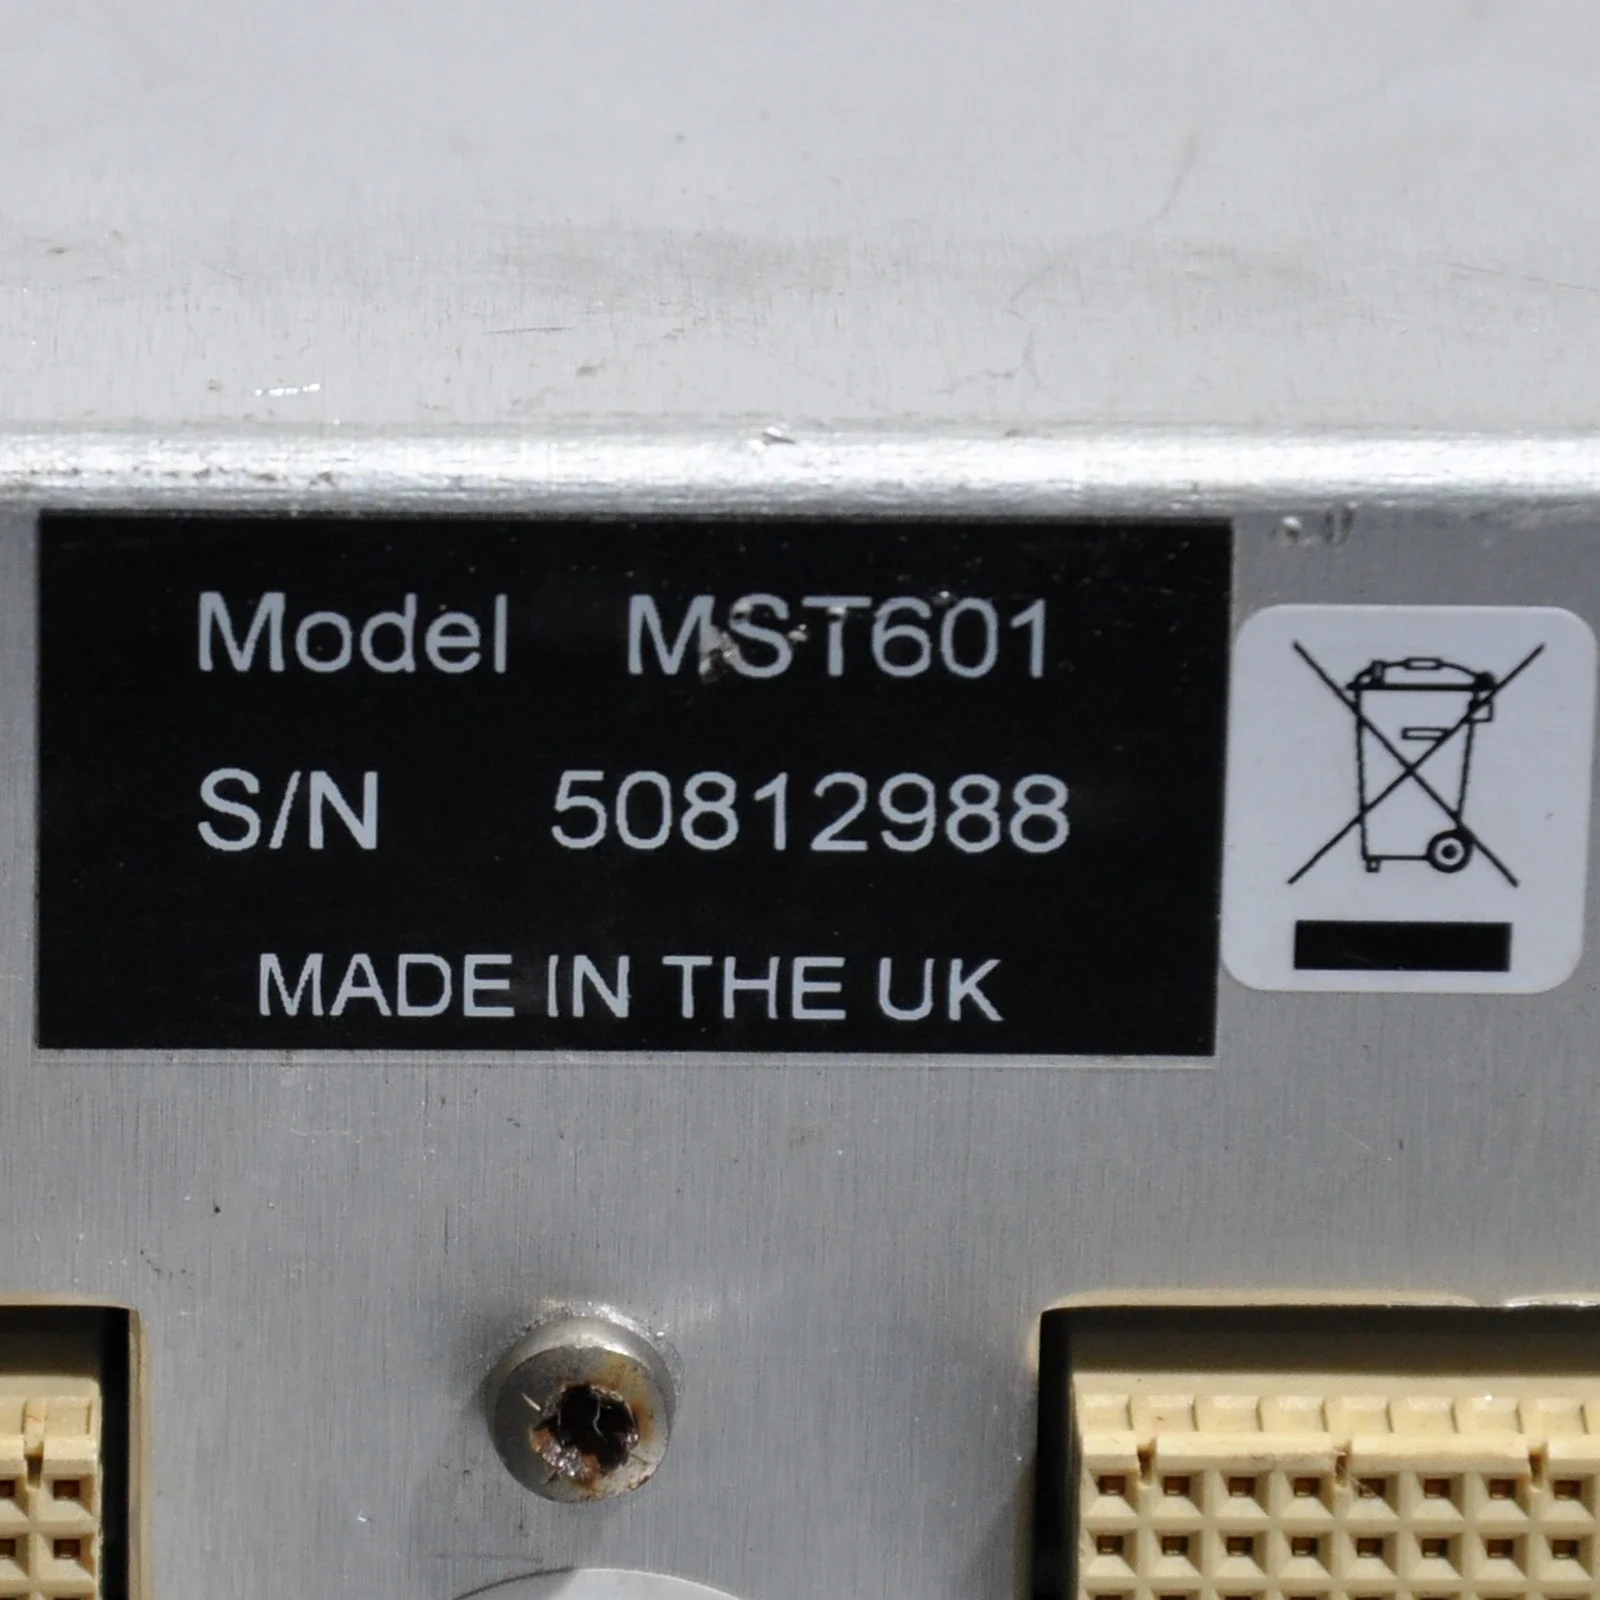 Model MST601
S/N 50812988
MADE IN THE UK